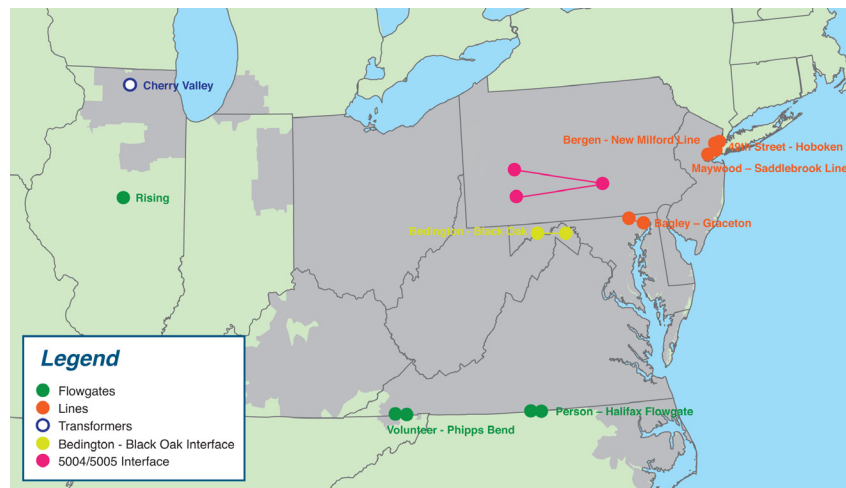 Cherry Valley
Bergen - New Milford Line
49th Street - Hoboken
Maywood – Saddlebrook Line
Rising
Bagley – Graceton
Bedington - Black Oak
Legend
Flowgates
Lines
Transformers
Bedington - Black Oak Interface
5004/5005 Interface
Person – Halifax Flowgate
Volunteer - Phipps Bend